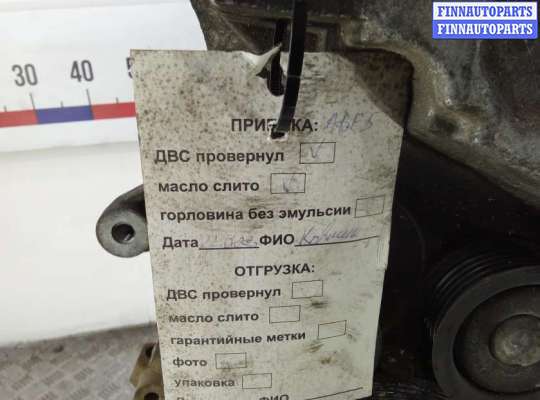 FINNAUTOPARTS
FINNAUTOPARTS
30 40
ПРИЕМКА:
ДВС провернул
масло слито
горловина без эмульсии
Дата ФИО
ОТГРУЗКА:
ДВС провернул
масло слито
гарантийные метки
фото
упаковка
ФИО